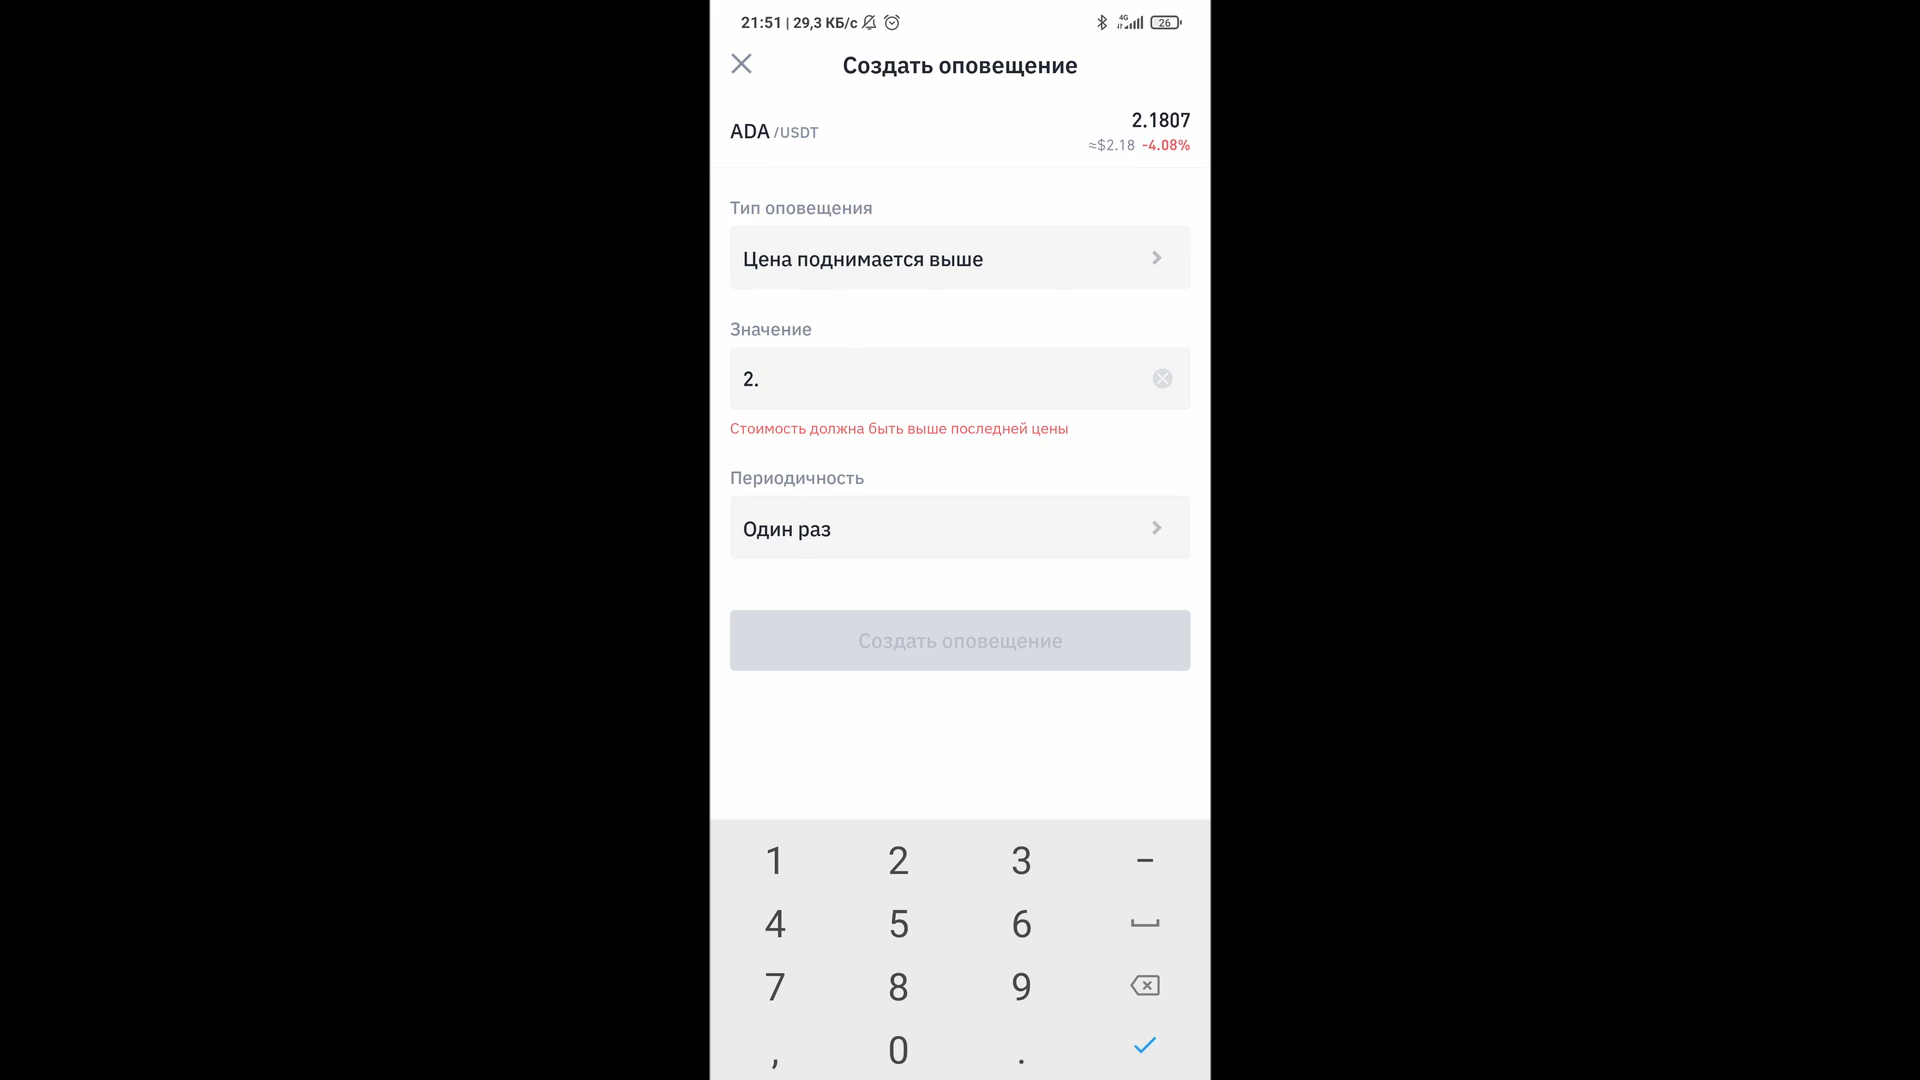 21:51 | 29,3 КБ/с 4G 26
Создать оповещение
ADA /USDT
2.1807
≈$2.18 -4.08%
Тип оповещения
Цена поднимается выше
Значение
2.
Стоимость должна быть выше последней цены
Периодичность
Один раз
Создать оповещение
1 2 3 –
4 5 6
7 8 9
, 0 .